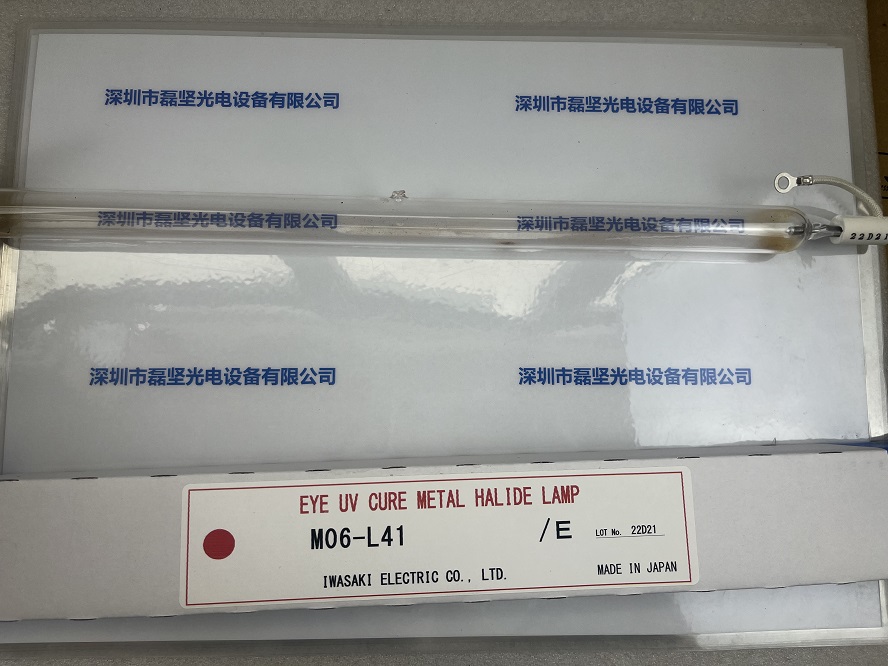 深圳市磊坚光电设备有限公司 深圳市磊坚光电设备有限公司
深圳市磊坚光电设备有限公司 深圳市磊坚光电设备有限公司
22D21
深圳市磊坚光电设备有限公司 深圳市磊坚光电设备有限公司
EYE UV CURE METAL HALIDE LAMP
M06-L41 /E LOT No. 22D21
IWASAKI ELECTRIC CO., LTD. MADE IN JAPAN